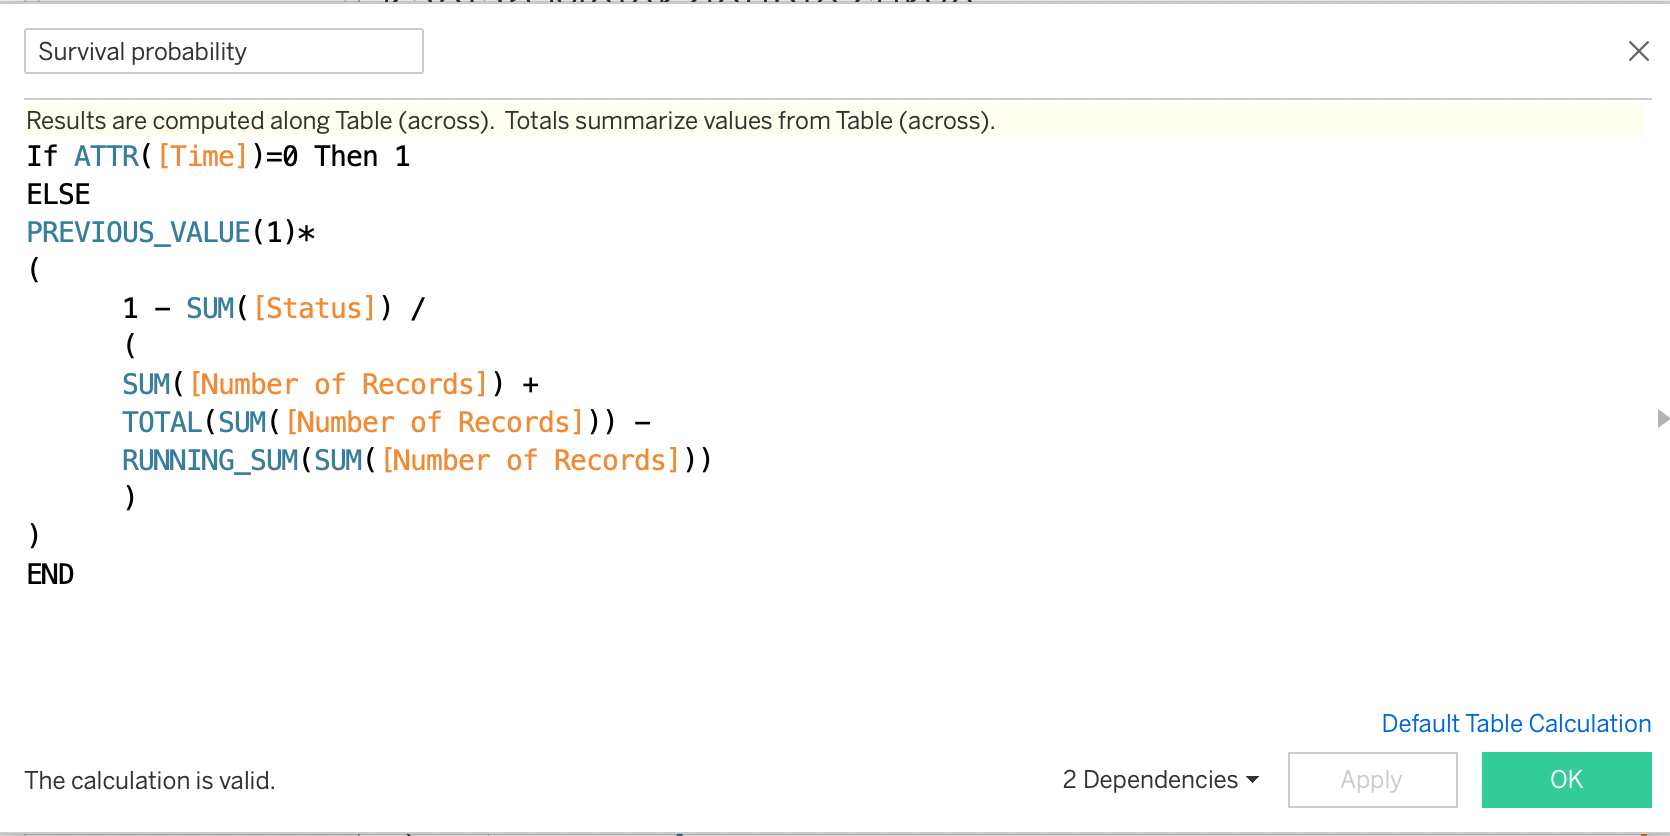 Survival probability
Results are computed along Table (across). Totals summarize values from Table (across).
If ATTR([Time])=0 Then 1
ELSE
PREVIOUS_VALUE(1)*
(
1 – SUM([Status]) /
(
SUM([Number of Records]) +
TOTAL(SUM([Number of Records])) –
RUNNING_SUM(SUM([Number of Records]))
)
)
END
Default Table Calculation
The calculation is valid.
2 Dependencies
Apply
OK